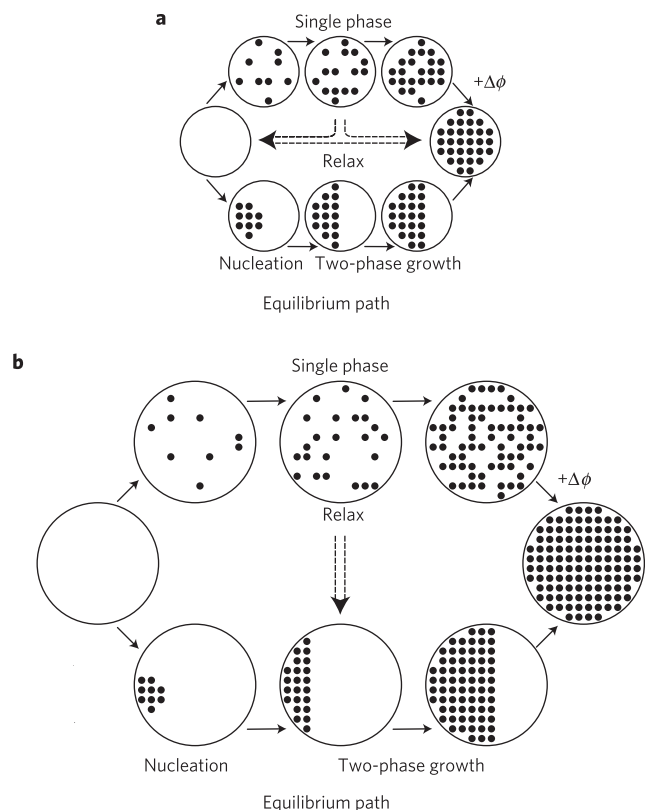 a
Single phase
+Δϕ
Relax
Nucleation Two-phase growth
Equilibrium path
b
Single phase
+Δϕ
Relax
Nucleation Two-phase growth
Equilibrium path